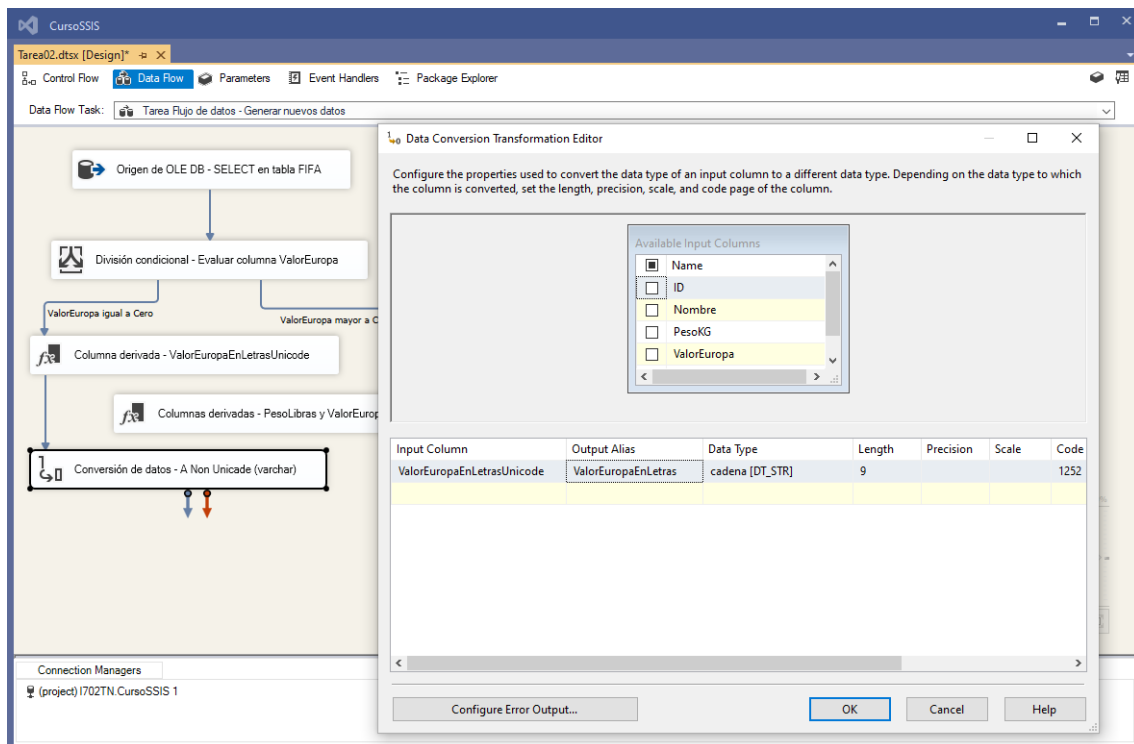 CursoSSIS
Tarea02.dtsx [Design]*
Control Flow Data Flow Parameters Event Handlers Package Explorer
Data Flow Task: Tarea Flujo de datos - Generar nuevos datos
Origen de OLE DB - SELECT en tabla FIFA
División condicional - Evaluar columna ValorEuropa
ValorEuropa igual a Cero
ValorEuropa mayor a C
Columna derivada - ValorEuropaEnLetrasUnicode
Columnas derivadas - PesoLibras y ValorEurop
Conversión de datos - A Non Unicade (varchar)
Connection Managers
(project) I702TN.CursoSSIS 1
Data Conversion Transformation Editor
Configure the properties used to convert the data type of an input column to a different data type. Depending on the data type to which
the column is converted, set the length, precision, scale, and code page of the column.
Available Input Columns
Name
ID
Nombre
PesoKG
ValorEuropa
Input Column Output Alias Data Type Length Precision Scale Code
ValorEuropaEnLetrasUnicode ValorEuropaEnLetras cadena [DT_STR] 9 1252
Configure Error Output... OK Cancel Help